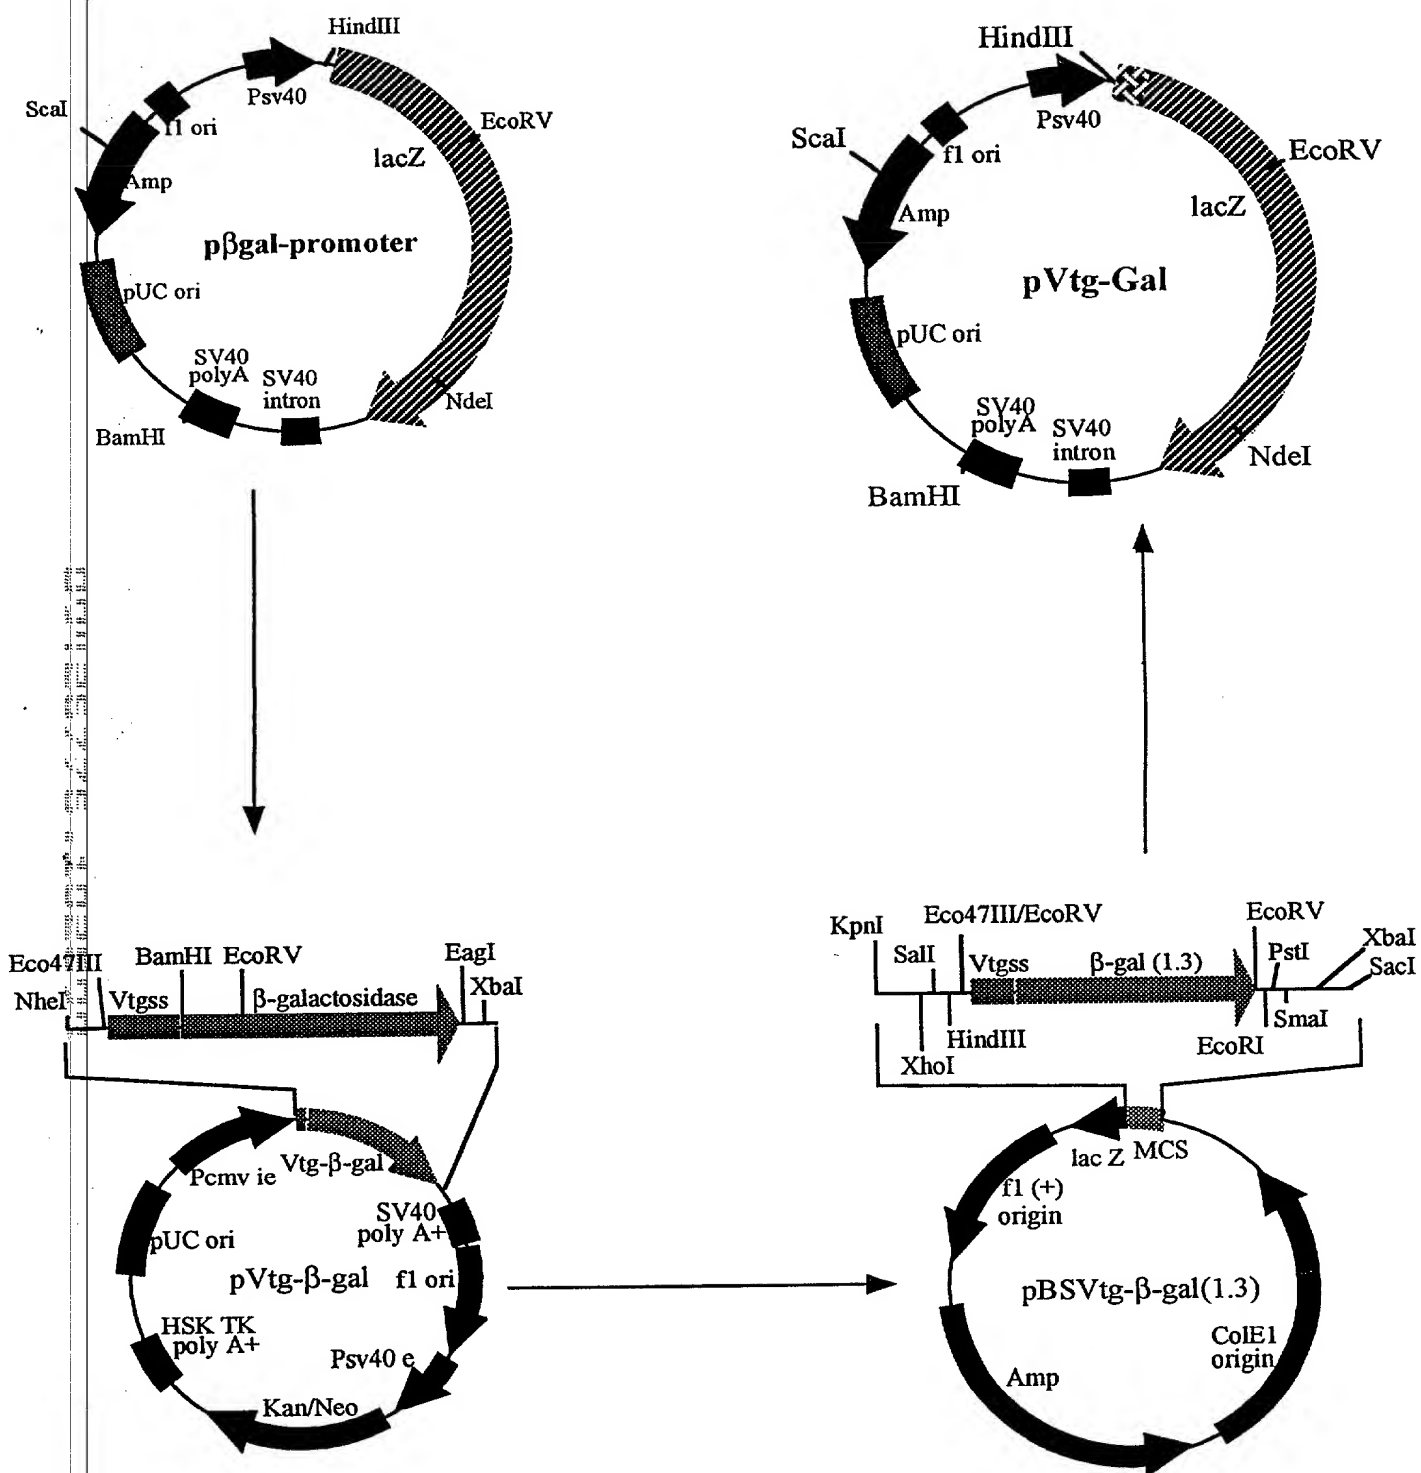 HindIII
Psv40
ScaI
f1 ori
EcoRV
lacZ
Amp
pβgal-promoter
pUC ori
SV40
polyA
SV40
intron
NdeI
BamHI
HindIII
Psv40
ScaI
f1 ori
EcoRV
lacZ
Amp
pVtg-Gal
pUC ori
SV40
polyA
SV40
intron
NdeI
BamHI
Eco47III
BamHI
EcoRV
EagI
XbaI
NheI
Vtgss
β-galactosidase
Pcmv ie
Vtg-β-gal
SV40
poly A+
pUC ori
pVtg-β-gal
f1 ori
HSK TK
poly A+
Psv40 e
Kan/Neo
KpnI
SalI
Eco47III/EcoRV
EcoRV
PstI
XbaI
SacI
Vtgss
β-gal (1.3)
SmaI
HindIII
EcoRI
XhoI
lac Z
MCS
f1 (+)
origin
pBSVtg-β-gal(1.3)
ColE1
origin
Amp